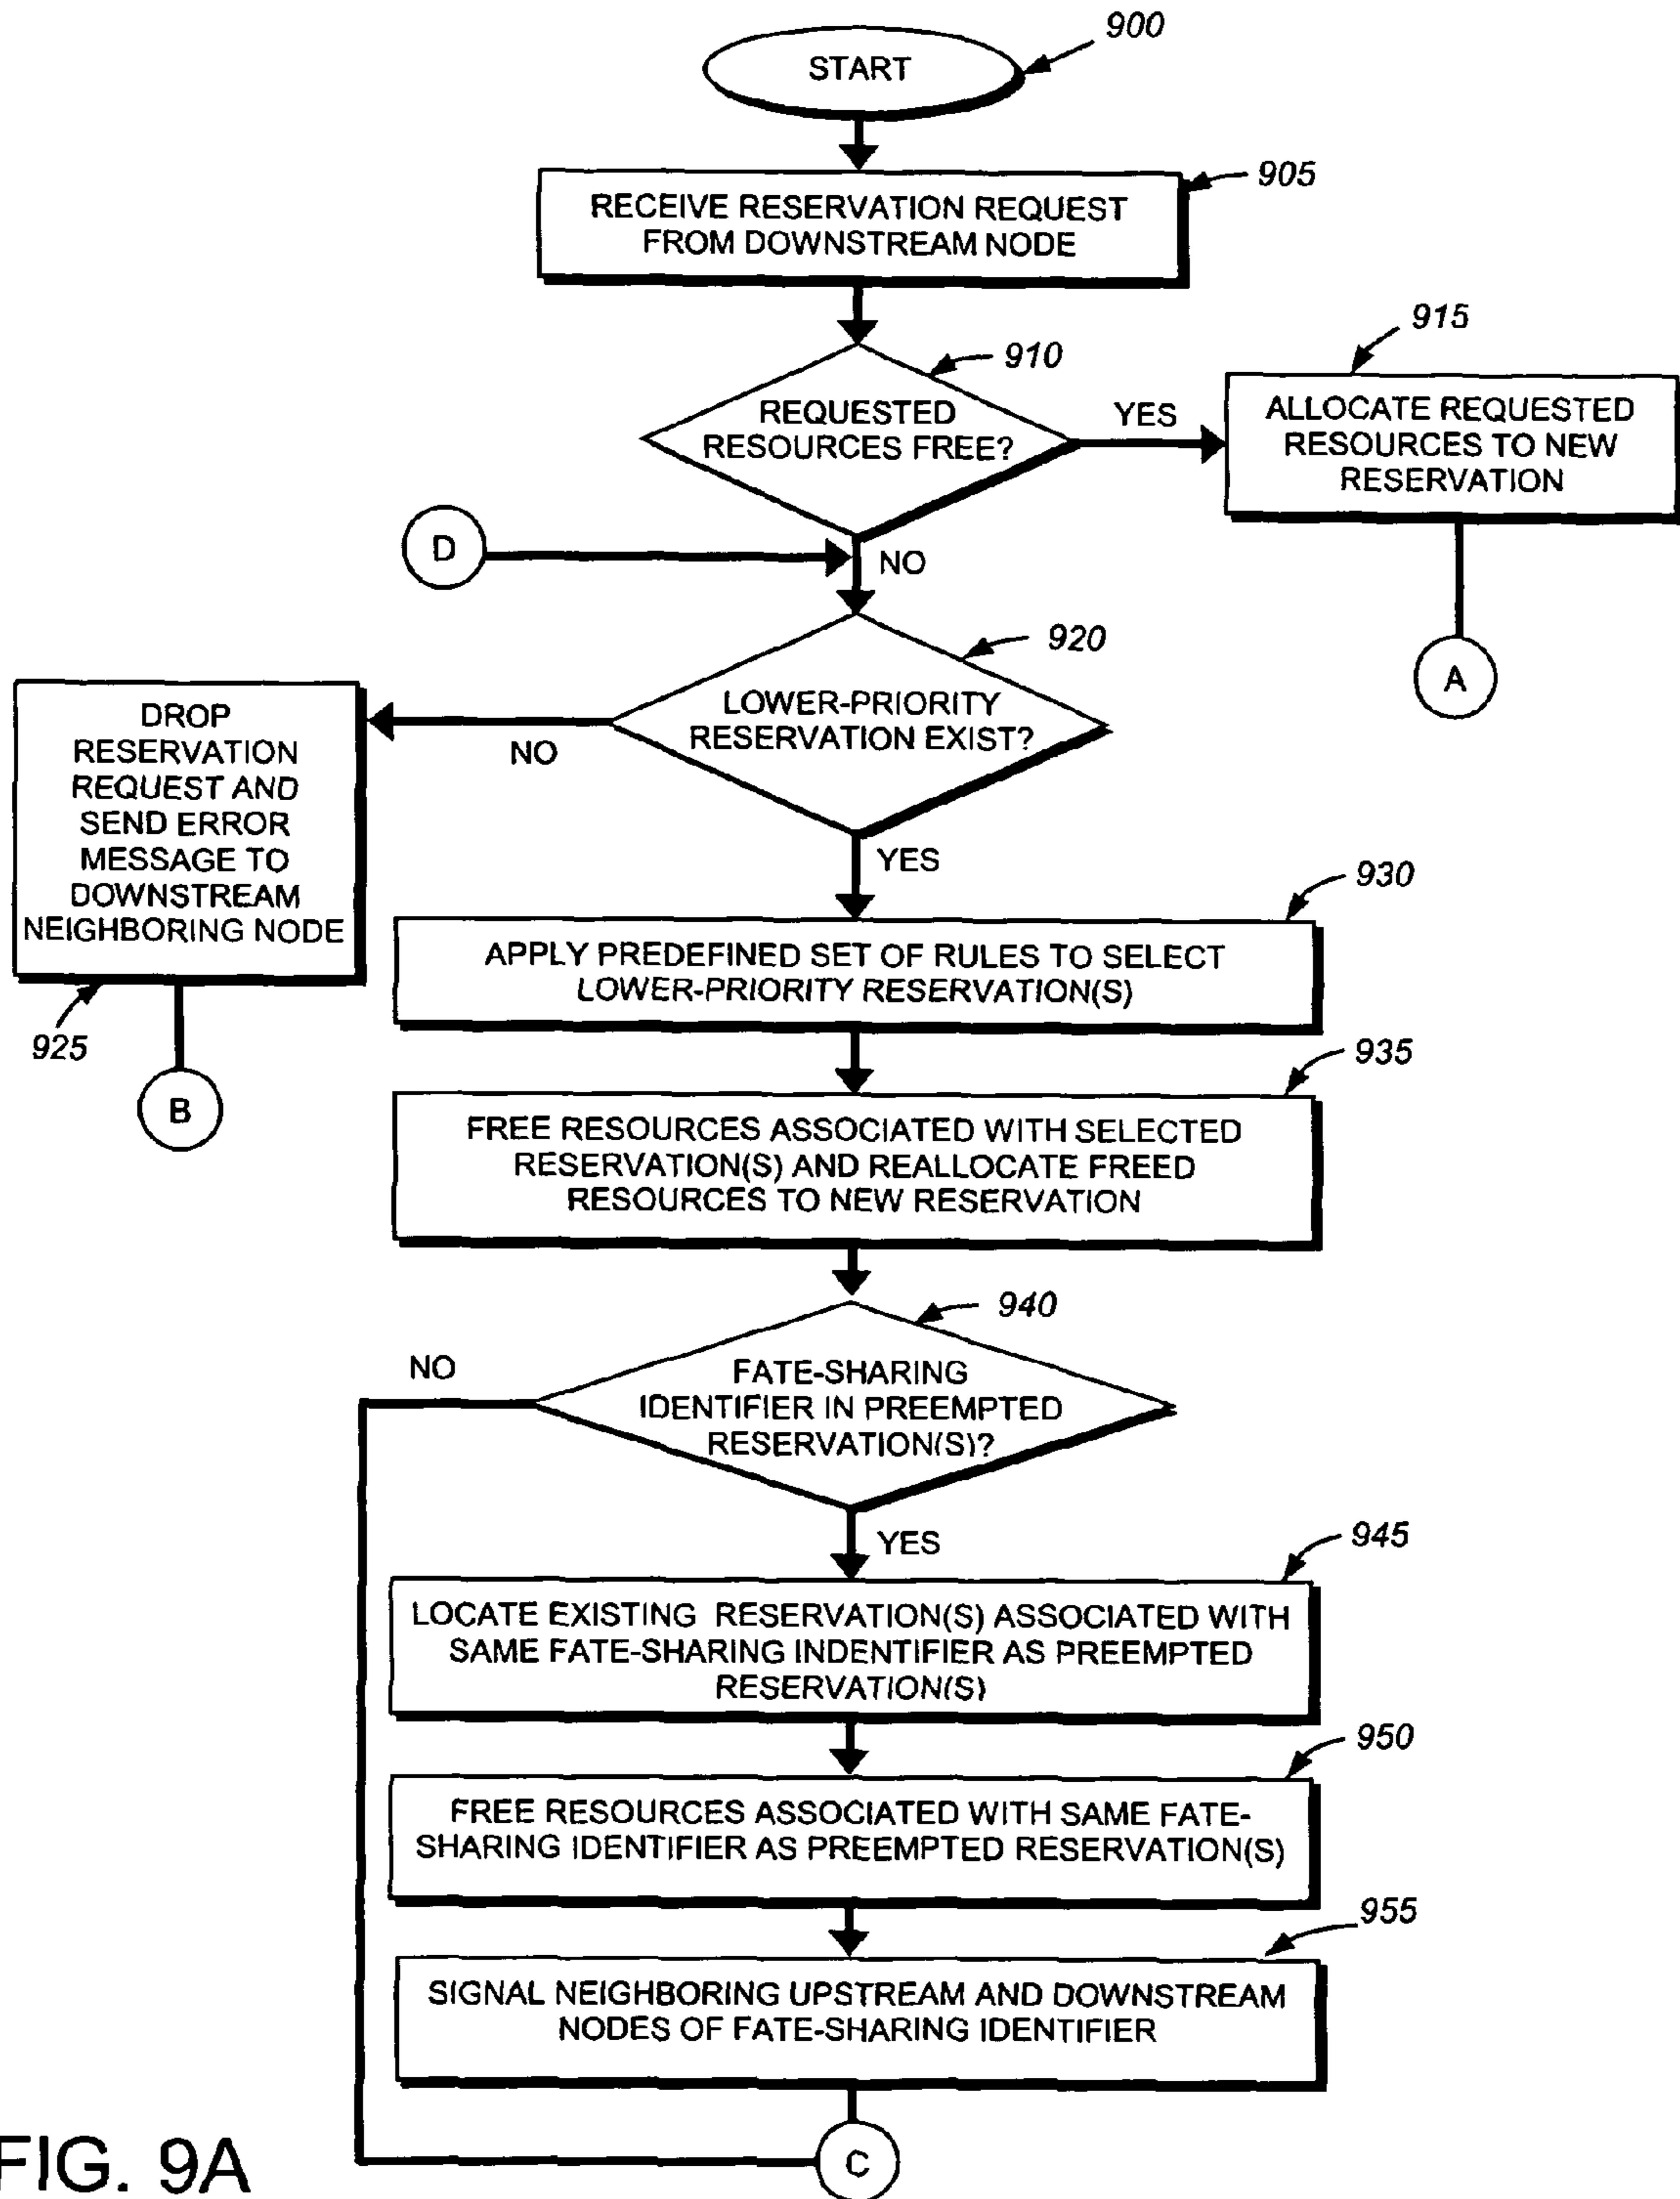 900
START
905
RECEIVE RESERVATION REQUEST
FROM DOWNSTREAM NODE
910
REQUESTED
RESOURCES FREE?
YES
915
ALLOCATE REQUESTED
RESOURCES TO NEW
RESERVATION
A
D
NO
920
LOWER-PRIORITY
RESERVATION EXIST?
NO
DROP
RESERVATION
REQUEST AND
SEND ERROR
MESSAGE TO
DOWNSTREAM
NEIGHBORING NODE
925
B
YES
930
APPLY PREDEFINED SET OF RULES TO SELECT
LOWER-PRIORITY RESERVATION(S)
935
FREE RESOURCES ASSOCIATED WITH SELECTED
RESERVATION(S) AND REALLOCATE FREED
RESOURCES TO NEW RESERVATION
940
NO
FATE-SHARING
IDENTIFIER IN PREEMPTED
RESERVATION(S)?
YES
945
LOCATE EXISTING RESERVATION(S) ASSOCIATED WITH
SAME FATE-SHARING INDENTIFIER AS PREEMPTED
RESERVATION(S)
950
FREE RESOURCES ASSOCIATED WITH SAME FATE-
SHARING IDENTIFIER AS PREEMPTED RESERVATION(S)
955
SIGNAL NEIGHBORING UPSTREAM AND DOWNSTREAM
NODES OF FATE-SHARING IDENTIFIER
C
FIG. 9A